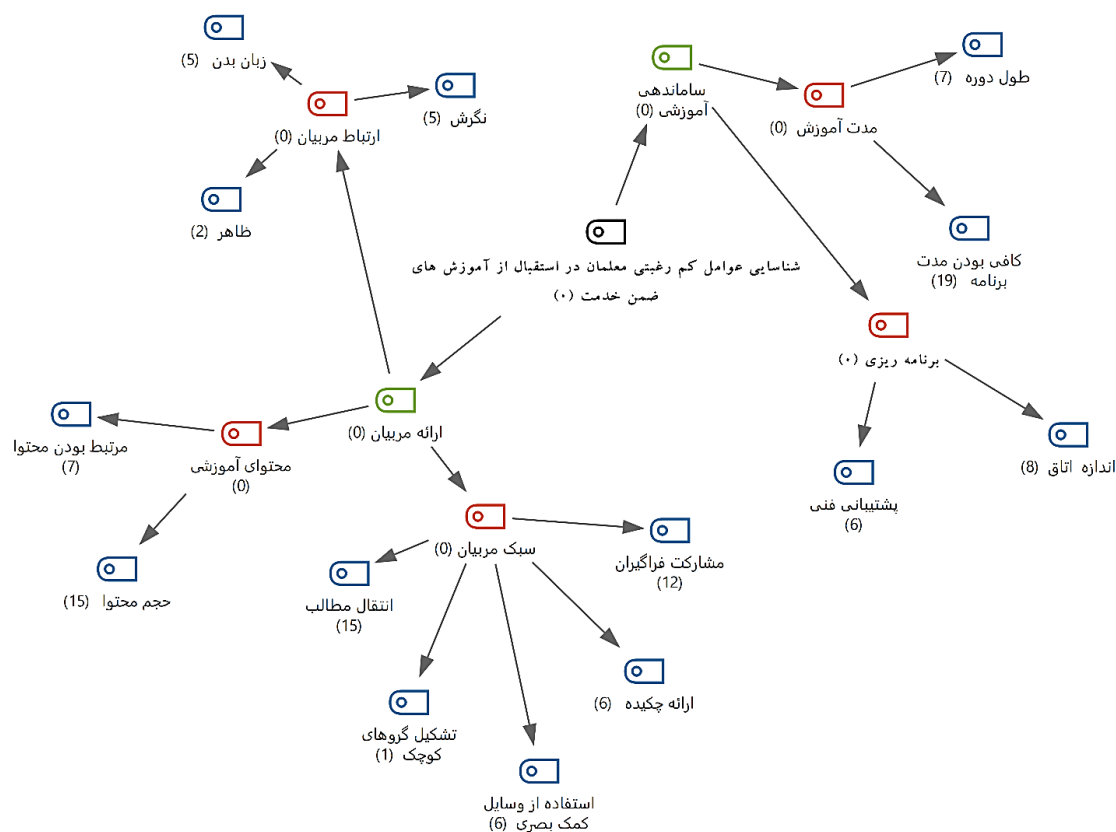 زبان بدن (5)
نگرش (5)
ارتباط مربیان (0)
ظاهر (2)
ساماندهی
آموزشی (0)
طول دوره (7)
مدت آموزش (0)
کافی بودن مدت
برنامه (19)
شناسایی عوامل کم رغبتی معلمان در استقبال از آموزش های
ضمن خدمت (۰)
برنامه ریزی (۰)
اندازه اتاق (8)
پشتیبانی فنی
(6)
ارائه مربیان (0)
مرتبط بودن محتوا
(7)
محتوای آموزشی
(0)
حجم محتوا (15)
سبک مربیان (0)
مشارکت فراگیران
(12)
انتقال مطالب
(15)
ارائه چکیده (6)
تشکیل گروهای
کوچک (1)
استفاده از وسایل
کمک بصری (6)